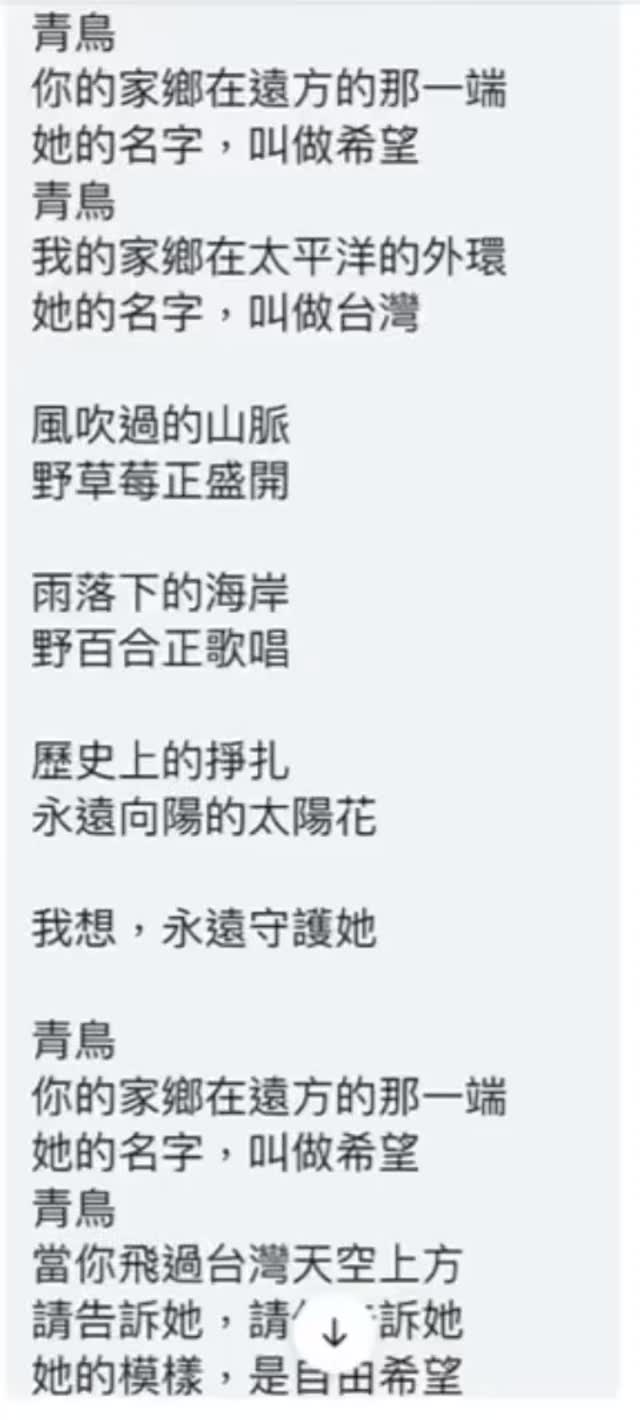 青鳥
你的家鄉在遠方的那一端
她的名字，叫做希望
青鳥
我的家鄉在太平洋的外環
她的名字，叫做台灣
風吹過的山脈
野草莓正盛開
雨落下的海岸
野百合正歌唱
歷史上的掙扎
永遠向陽的太陽花
我想，永遠守護她
青鳥
你的家鄉在遠方的那一端
她的名字，叫做希望
青鳥
當你飛過台灣天空上方
請告訴她，請訴她
她的模樣，是自由希望